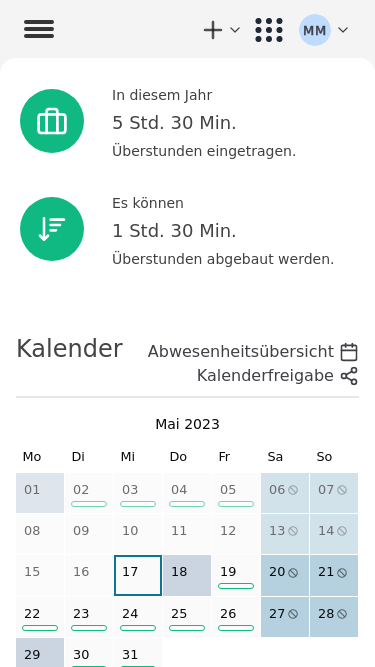 MM
In diesem Jahr
5 Std. 30 Min.
Überstunden eingetragen.
Es können
1 Std. 30 Min.
Überstunden abgebaut werden.
Kalender
Abwesenheitsübersicht
Kalenderfreigabe
Mai 2023
Mo Di Mi Do Fr Sa So
01 02 03 04 05 06 07
08 09 10 11 12 13 14
15 16 17 18 19 20 21
22 23 24 25 26 27 28
29 30 31